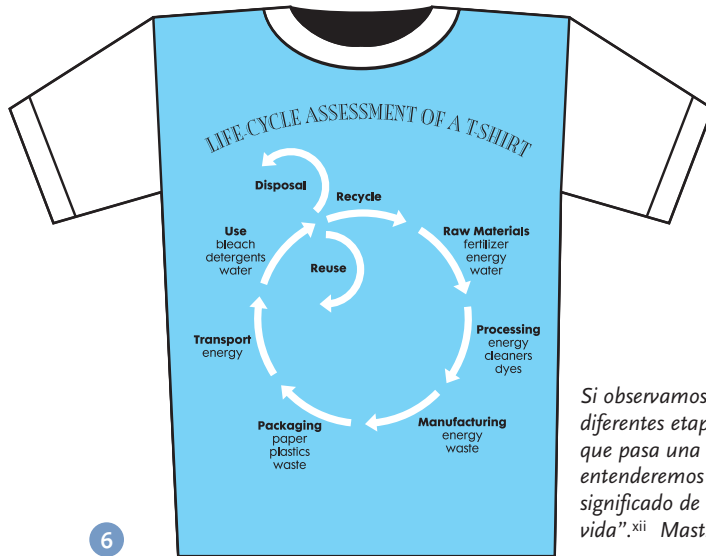 LIFE-CYCLE ASSESSMENT OF A T-SHIRT
Disposal
Recycle
Use
bleach
detergents
water
Raw Materials
fertilizer
energy
water
Reuse
Transport
energy
Processing
energy
cleaners
dyes
Packaging
paper
plastics
waste
Manufacturing
energy
waste
Si observamos
diferentes etap
que pasa una
entenderemos
significado de
vida”.xii Mast
6